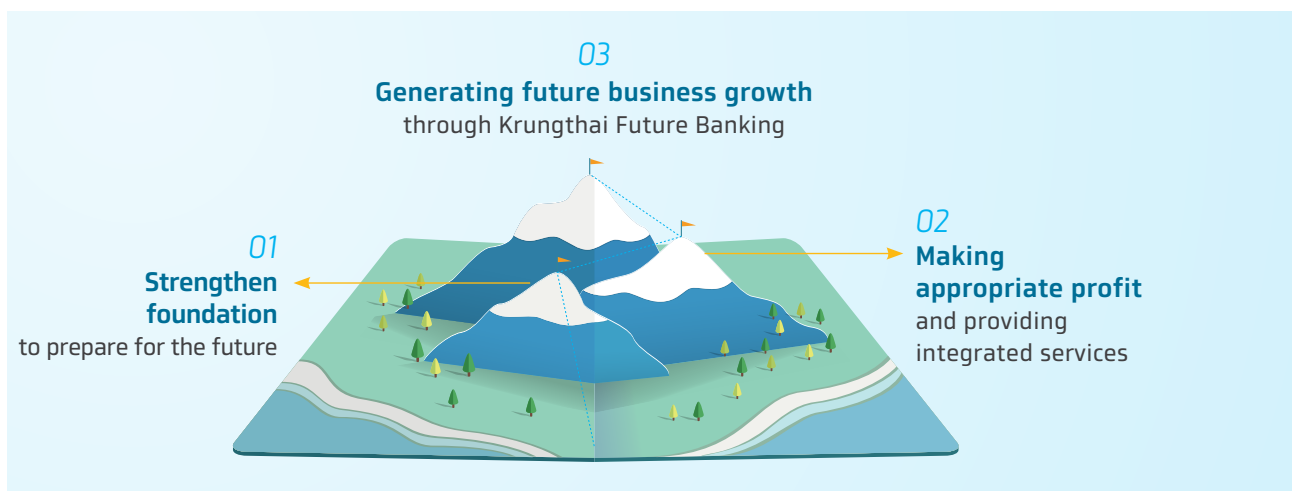 03
Generating future business growth
through Krungthai Future Banking
01
Strengthen
foundation
to prepare for the future
02
Making
appropriate profit
and providing
integrated services